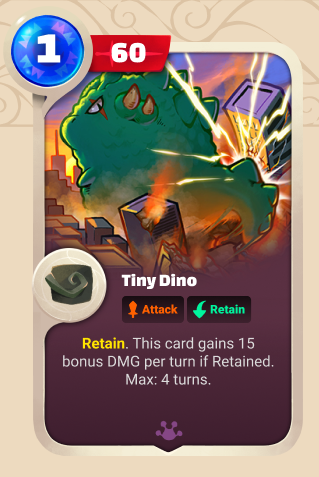 1
60
Tiny Dino
Attack Retain
Retain. This card gains 15
bonus DMG per turn if Retained.
Max: 4 turns.